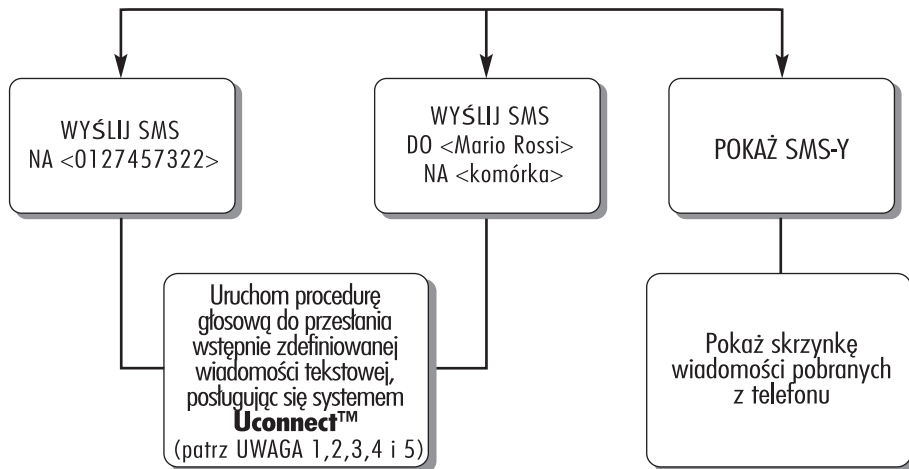 WYŚLIJ SMS
NA <0127457322>
WYŚLIJ SMS
DO <Mario Rossi>
NA <komórka>
POKAŻ SMS-Y
Uruchom procedurę
głosową do przesłania
wstępnie zdefiniowanej
wiadomości tekstowej,
posługując się systemem
Uconnect™
(patrz UWAGA 1,2,3,4 i 5)
Pokaż skrzynkę
wiadomości pobranych
z telefonu